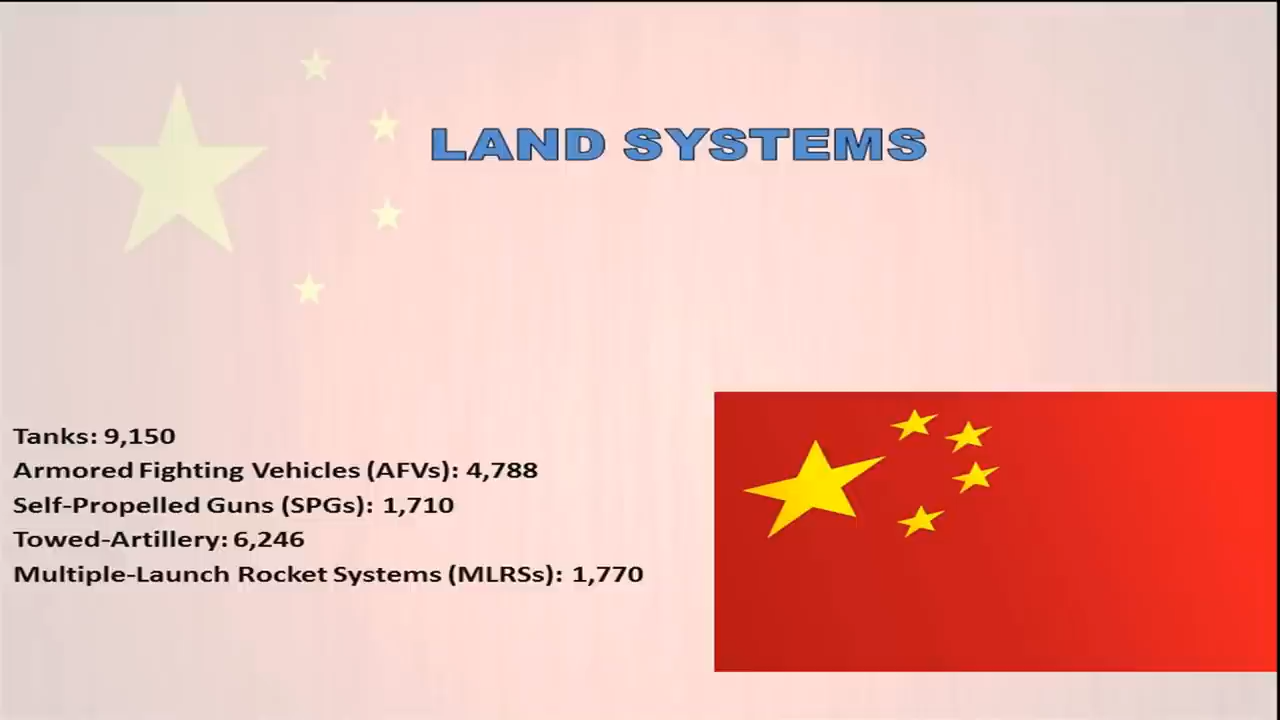 LAND SYSTEMS
Tanks: 9,150
Armored Fighting Vehicles (AFVs): 4,788
Self-Propelled Guns (SPGs): 1,710
Towed-Artillery: 6,246
Multiple-Launch Rocket Systems (MLRSs): 1,770